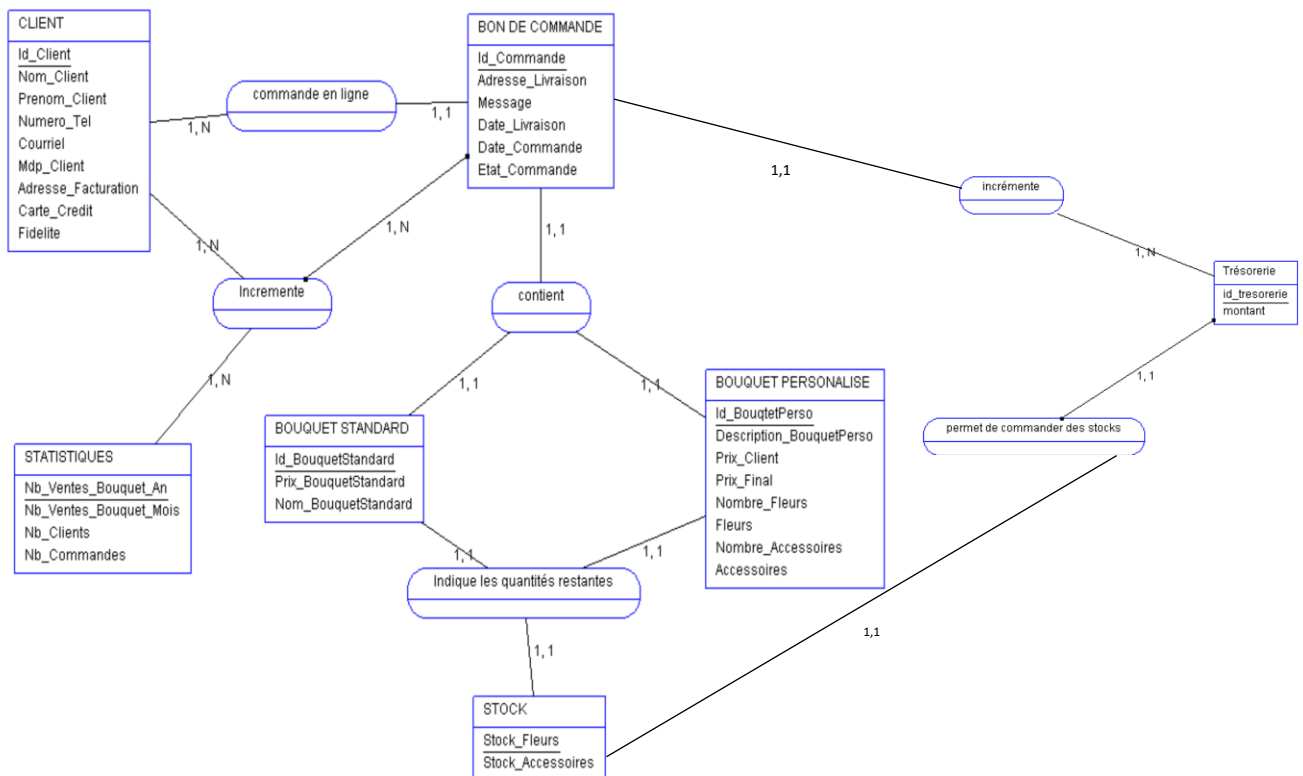 CLIENT
Id_Client
Nom_Client
Prenom_Client
Numero_Tel
Courriel
Mdp_Client
Adresse_Facturation
Carte_Credit
Fidelite
commande en ligne
1, N
1, 1
BON DE COMMANDE
Id_Commande
Adresse_Livraison
Message
Date_Livraison
Date_Commande
Etat_Commande
1,1
incrémente
1, N
Trésorerie
id_tresorerie
montant
1, N
1, N
Incremente
1, N
1, 1
contient
1, 1
1, 1
STATISTIQUES
Nb_Ventes_Bouquet_An
Nb_Ventes_Bouquet_Mois
Nb_Clients
Nb_Commandes
BOUQUET STANDARD
Id_BouquetStandard
Prix_BouquetStandard
Nom_BouquetStandard
BOUQUET PERSONALISE
Id_BouqtetPerso
Description_BouquetPerso
Prix_Client
Prix_Final
Nombre_Fleurs
Fleurs
Nombre_Accessoires
Accessoires
1, 1
permet de commander des stocks
1,1
1, 1
1, 1
Indique les quantités restantes
1, 1
STOCK
Stock_Fleurs
Stock_Accessoires